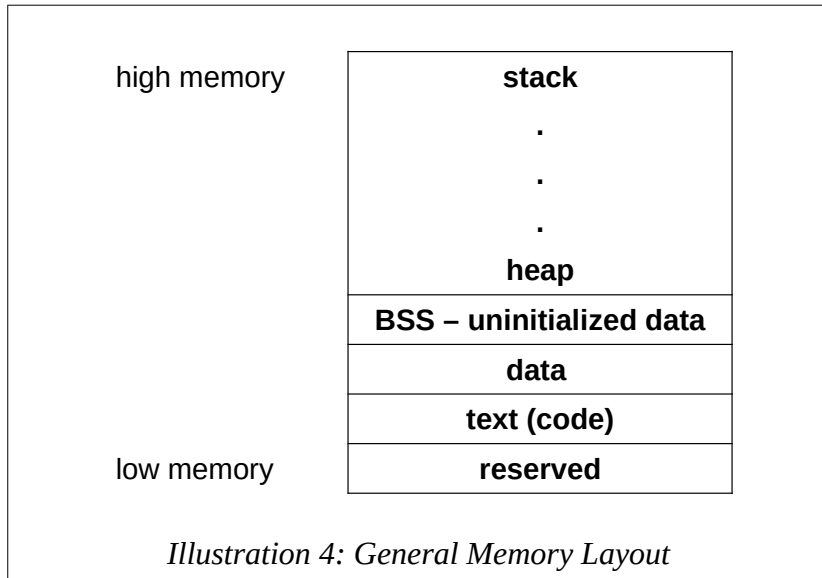 high memory stack
.
.
.
heap
BSS – uninitialized data
data
text (code)
low memory reserved
Illustration 4: General Memory Layout